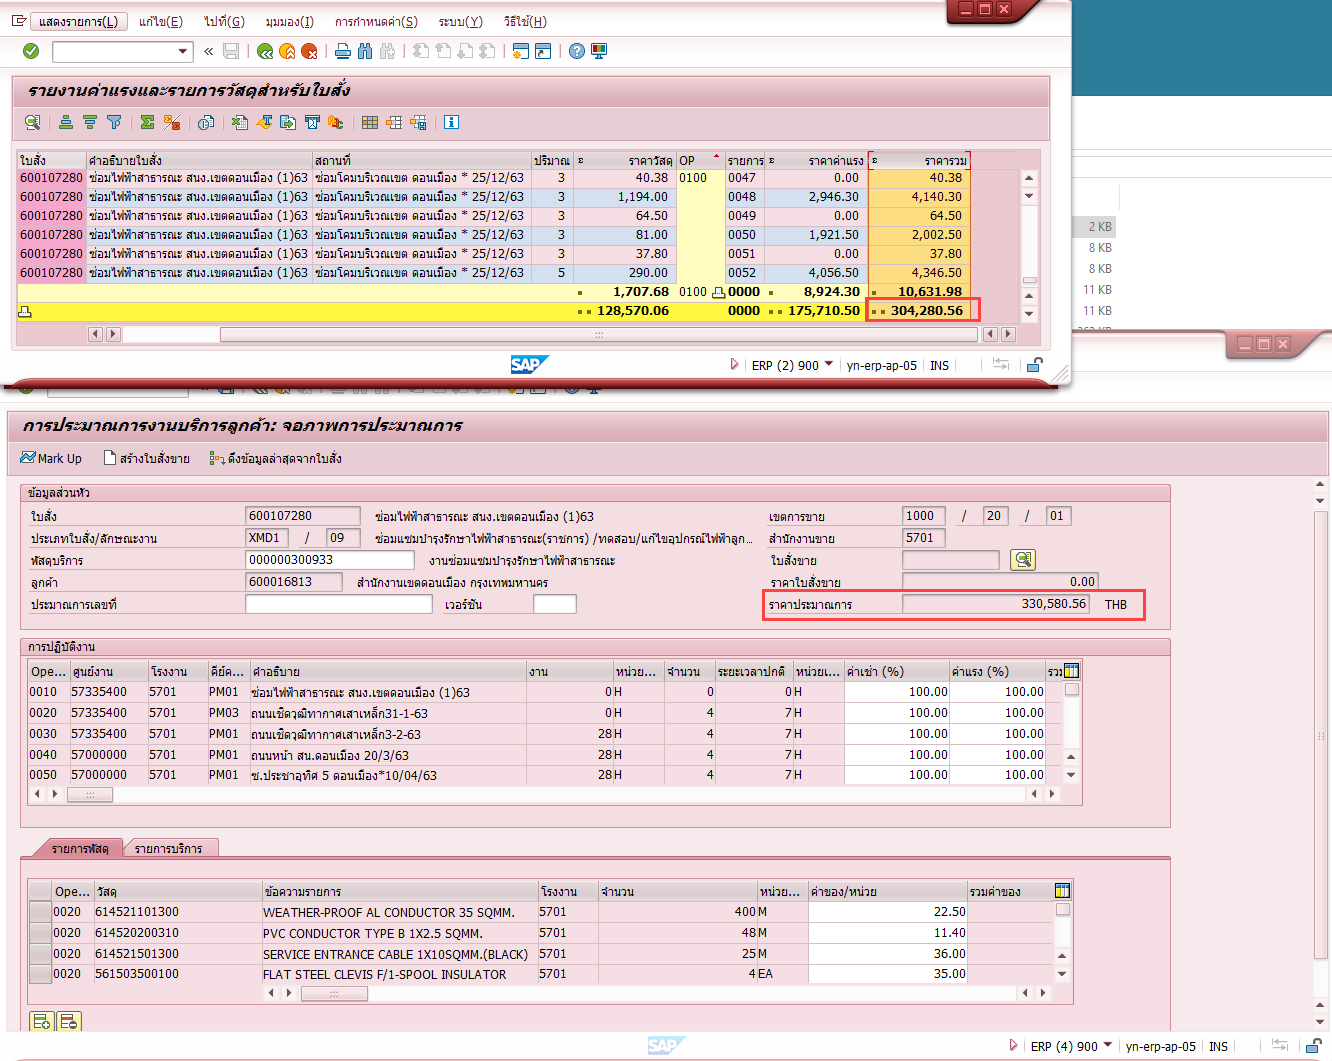 แสดงรายการ(L) แก้ไข(E) ไปที่(G) มุมมอง(I) การกำหนดค่า(S) ระบบ(Y) วิธีใช้(H)
รายงานค่าแรงและรายการวัสดุสำหรับใบสั่ง
ใบสั่ง คำอธิบายใบสั่ง สถานที่ ปริมาณ Σ ราคาวัสดุ OP รายการ Σ ราคาค่าแรง Σ ราคารวม
600107280 ซ่อมไฟฟ้าสาธารณะ สนง.เขตดอนเมือง (1)63 ซ่อมโคมบริเวณเขต ดอนเมือง * 25/12/63 3 40.38 0100 0047 0.00 40.38
600107280 ซ่อมไฟฟ้าสาธารณะ สนง.เขตดอนเมือง (1)63 ซ่อมโคมบริเวณเขต ดอนเมือง * 25/12/63 3 1,194.00 0048 2,946.30 4,140.30
600107280 ซ่อมไฟฟ้าสาธารณะ สนง.เขตดอนเมือง (1)63 ซ่อมโคมบริเวณเขต ดอนเมือง * 25/12/63 3 64.50 0049 0.00 64.50
600107280 ซ่อมไฟฟ้าสาธารณะ สนง.เขตดอนเมือง (1)63 ซ่อมโคมบริเวณเขต ดอนเมือง * 25/12/63 3 81.00 0050 1,921.50 2,002.50
600107280 ซ่อมไฟฟ้าสาธารณะ สนง.เขตดอนเมือง (1)63 ซ่อมโคมบริเวณเขต ดอนเมือง * 25/12/63 3 37.80 0051 0.00 37.80
600107280 ซ่อมไฟฟ้าสาธารณะ สนง.เขตดอนเมือง (1)63 ซ่อมโคมบริเวณเขต ดอนเมือง * 25/12/63 5 290.00 0052 4,056.50 4,346.50
1,707.68 0100 0000 8,924.30 10,631.98
128,570.06 0000 175,710.50 304,280.56
SAP ERP (2) 900 yn-erp-ap-05 INS
2 KB
8 KB
8 KB
11 KB
11 KB
การประมาณการงานบริการลูกค้า: จอภาพการประมาณการ
Mark Up สร้างใบสั่งขาย ดึงข้อมูลล่าสุดจากใบสั่ง
ข้อมูลส่วนหัว
ใบสั่ง 600107280 ซ่อมไฟฟ้าสาธารณะ สนง.เขตดอนเมือง (1)63 เขตการขาย 1000 / 20 / 01
ประเภทใบสั่ง/ลักษณะงาน XMD1 / 09 ซ่อมแซมบำรุงรักษาไฟฟ้าสาธารณะ(ราชการ) /ทดสอบ/แก้ไขอุปกรณ์ไฟฟ้าลูก... สำนักงานขาย 5701
พัสดุบริการ 000000300933 งานซ่อมแซมบำรุงรักษาไฟฟ้าสาธารณะ ใบสั่งขาย
ลูกค้า 600016813 สำนักงานเขตดอนเมือง กรุงเทพมหานคร ราคาใบสั่งขาย 0.00
ประมาณการเลขที่ เวอร์ชัน ราคาประมาณการ 330,580.56 THB
การปฏิบัติงาน
Ope... ศูนย์งาน โรงงาน คีย์ค... คำอธิบาย งาน หน่วย... จำนวน ระยะเวลาปกติ หน่วยเ... ค่าเช่า (%) ค่าแรง (%) รวม
0010 57335400 5701 PM01 ซ่อมไฟฟ้าสาธารณะ สนง.เขตดอนเมือง (1)63 0 H 0 0 H 100.00 100.00
0020 57335400 5701 PM03 ถนนเชิดวุฒิทากาศเสาเหล็ก31-1-63 0 H 4 7 H 100.00 100.00
0030 57335400 5701 PM01 ถนนเชิดวุฒิทากาศเสาเหล็ก3-2-63 28 H 4 7 H 100.00 100.00
0040 57000000 5701 PM01 ถนนหน้า สน.ดอนเมือง 20/3/63 28 H 4 7 H 100.00 100.00
0050 57000000 5701 PM01 ซ.ประชาอุทิศ 5 ดอนเมือง*10/04/63 28 H 4 7 H 100.00 100.00
รายการพัสดุ รายการบริการ
Ope... วัสดุ ข้อความรายการ โรงงาน จำนวน หน่วย... ค่าของ/หน่วย รวมค่าของ
0020 614521101300 WEATHER-PROOF AL CONDUCTOR 35 SQMM. 5701 400 M 22.50
0020 614520200310 PVC CONDUCTOR TYPE B 1X2.5 SQMM. 5701 48 M 11.40
0020 614521501300 SERVICE ENTRANCE CABLE 1X10SQMM.(BLACK) 5701 25 M 36.00
0020 561503500100 FLAT STEEL CLEVIS F/1-SPOOL INSULATOR 5701 4 EA 35.00
SAP ERP (4) 900 yn-erp-ap-05 INS